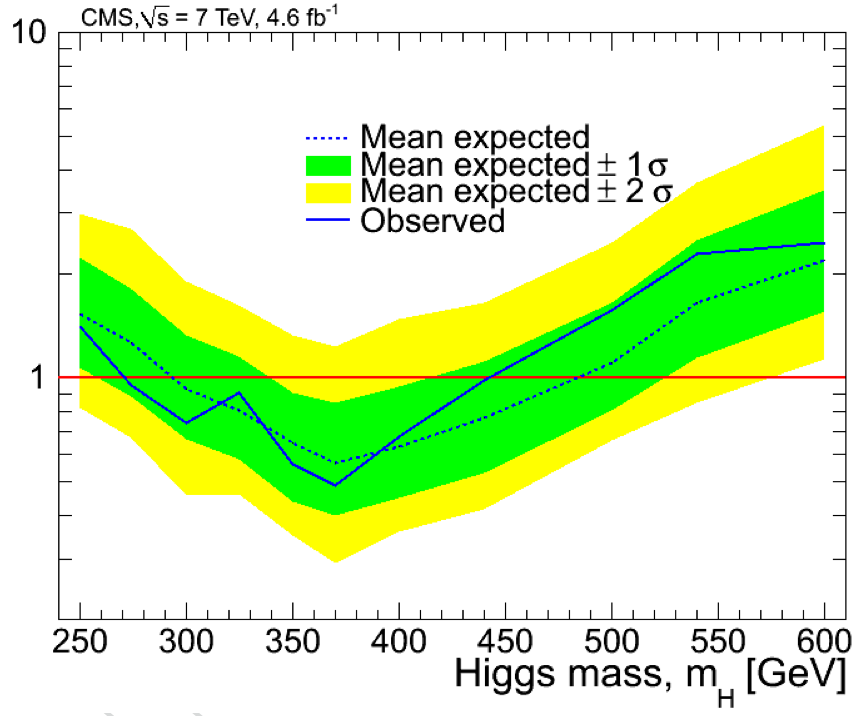 CMS,√s = 7 TeV, 4.6 fb⁻¹
10
Mean expected
Mean expected ± 1 σ
Mean expected ± 2 σ
Observed
1
250 300 350 400 450 500 550 600
Higgs mass, m_H [GeV]